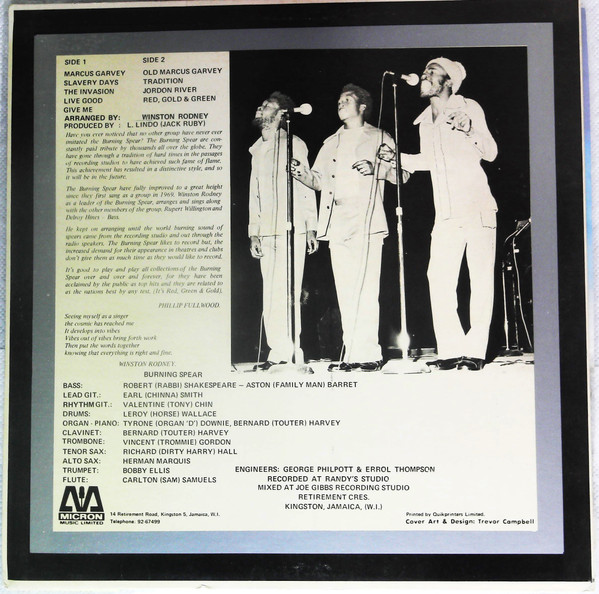 SIDE 1
MARCUS GARVEY
SLAVERY DAYS
THE INVASION
LIVE GOOD
GIVE ME
SIDE 2
OLD MARCUS GARVEY
TRADITION
JORDON RIVER
RED, GOLD & GREEN
ARRANGED BY: WINSTON RODNEY
PRODUCED BY : L. LINDO (JACK RUBY)
Have you ever noticed that no other group have never ever
imitated the Burning Spear? The Burning Spear are con-
stantly paid tribute by thousands all over the globe. They
have gone through a tradition of hard times in the passages
of recording studios to have achieved such fame of flame.
This achievement has resulted in a distinctive style, and so
it will be in the future.
The Burning Spear have fully improved to a great height
since they first sang as a group in 1969. Winston Rodney
as a leader of the Burning Spear, arranges and sings along
with the other members of the group, Rupert Willington and
Delroy Hines - Bass.
He kept on arranging until the world burning sound of
spears came from the recording studio and out through the
radio speakers. The Burning Spear likes to record but, the
increased demand for their appearance in theatres and clubs
don't give them as much time as they would like to record.
It's good to play and play all collections of the Burning
Spear over and over and forever, for they have been
acclaimed by the public as top hits and they are related to
as the nations best by any test, (It's Red, Green & Gold),
PHILLIP FULLWOOD.
Seeing myself as a singer
the cosmic has reached me
It develops into vibes
Vibes out of vibes bring forth work.
Then put the words together
knowing that everything is right and fine.
WINSTON RODNEY.
BURNING SPEAR
BASS: ROBERT (RABBI) SHAKESPEARE – ASTON (FAMILY MAN) BARRET
LEAD GIT.: EARL (CHINNA) SMITH
RHYTHM GIT.: VALENTINE (TONY) CHIN
DRUMS: LEROY (HORSE) WALLACE
ORGAN - PIANO: TYRONE (ORGAN 'D') DOWNIE, BERNARD (TOUTER) HARVEY
CLAVINET: BERNARD (TOUTER) HARVEY
TROMBONE: VINCENT (TROMMIE) GORDON
TENOR SAX: RICHARD (DIRTY HARRY) HALL
ALTO SAX: HERMAN MARQUIS
TRUMPET: BOBBY ELLIS
FLUTE: CARLTON (SAM) SAMUELS
ENGINEERS: GEORGE PHILPOTT & ERROL THOMPSON
RECORDED AT RANDY'S STUDIO
MIXED AT JOE GIBBS RECORDING STUDIO
RETIREMENT CRES.
KINGSTON, JAMAICA, (W.I.)
MICRON
MUSIC LIMITED
14 Retirement Road, Kingston 5, Jamaica, W.I.
Telephone: 92-67499
Printed by Quikprinters Limited.
Cover Art & Design: Trevor Campbell